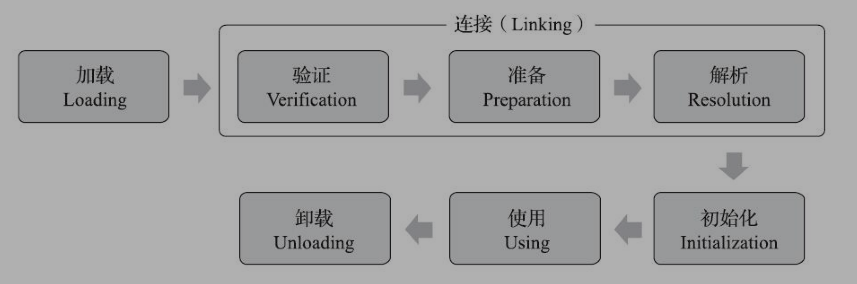 连接（Linking）
加载
Loading
验证
Verification
准备
Preparation
解析
Resolution
初始化
Initialization
使用
Using
卸载
Unloading